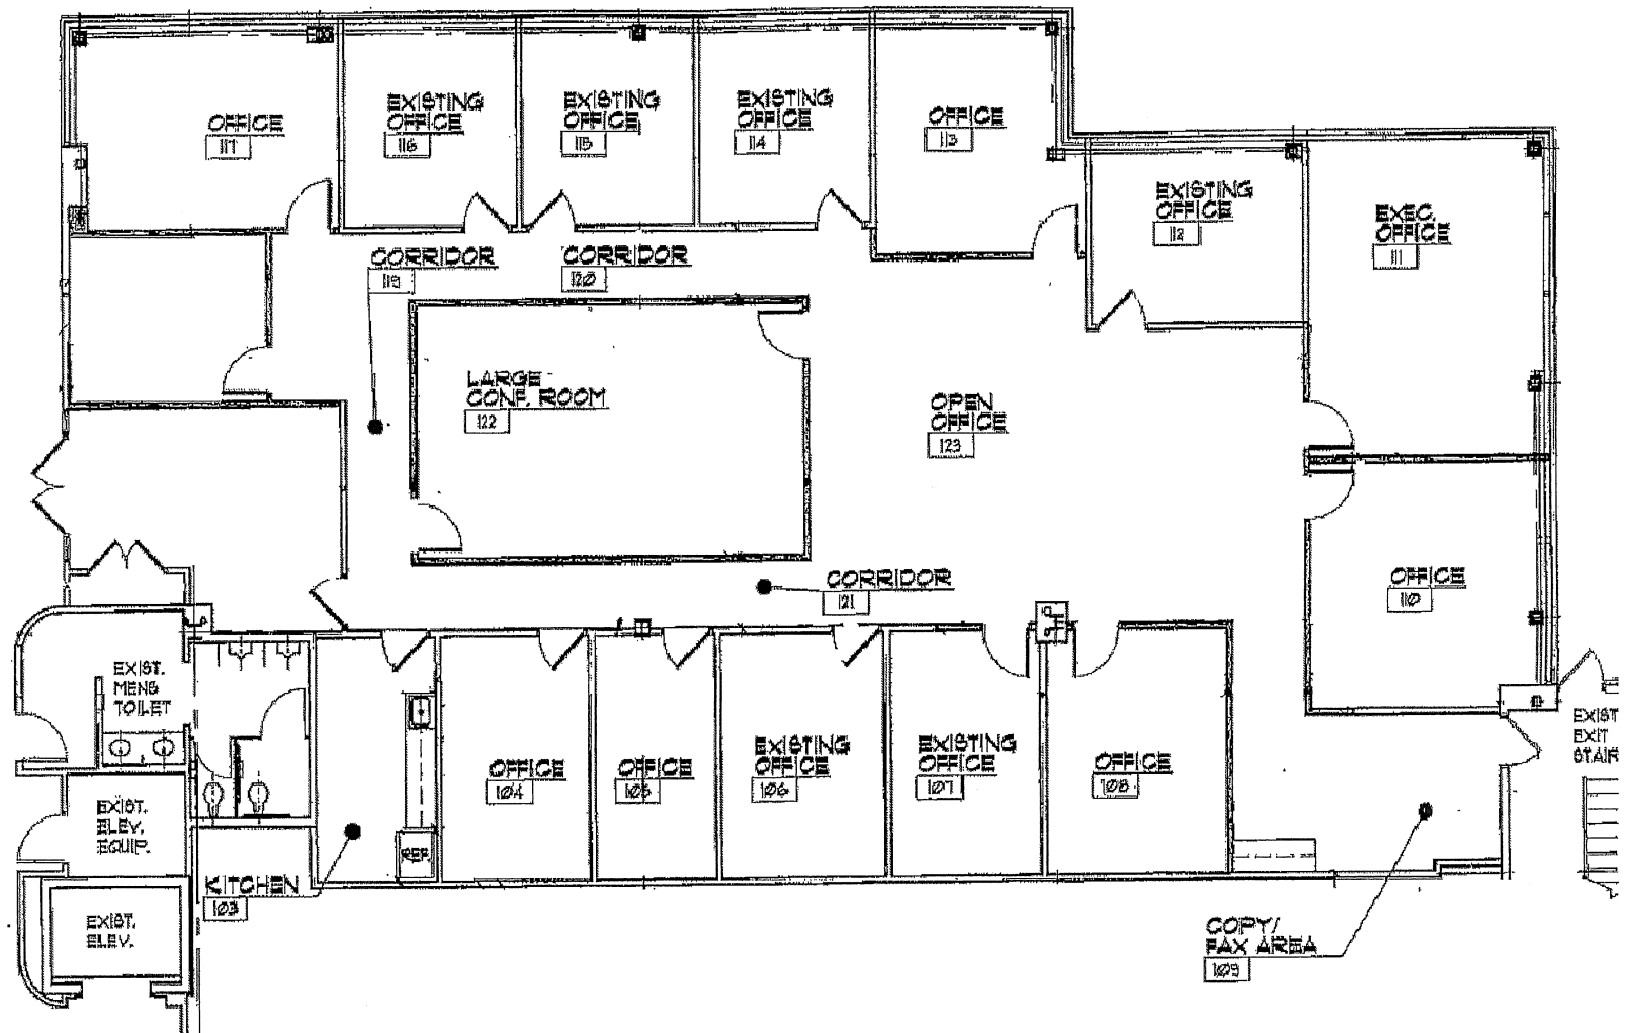 OFFICE
117
EXISTING
OFFICE
116
EXISTING
OFFICE
115
EXISTING
OFFICE
114
OFFICE
113
EXISTING
OFFICE
112
EXEC.
OFFICE
111
CORRIDOR
119
CORRIDOR
120
LARGE
CONF. ROOM
122
OPEN
OFFICE
123
CORRIDOR
121
OFFICE
110
EXIST.
MENS
TOILET
EXIST
EXIT
STAIR
OFFICE
104
OFFICE
105
EXISTING
OFFICE
106
EXISTING
OFFICE
107
OFFICE
108
EXIST.
ELEV.
EQUIP.
REF.
KITCHEN
103
EXIST.
ELEV.
COPY/
FAX AREA
109